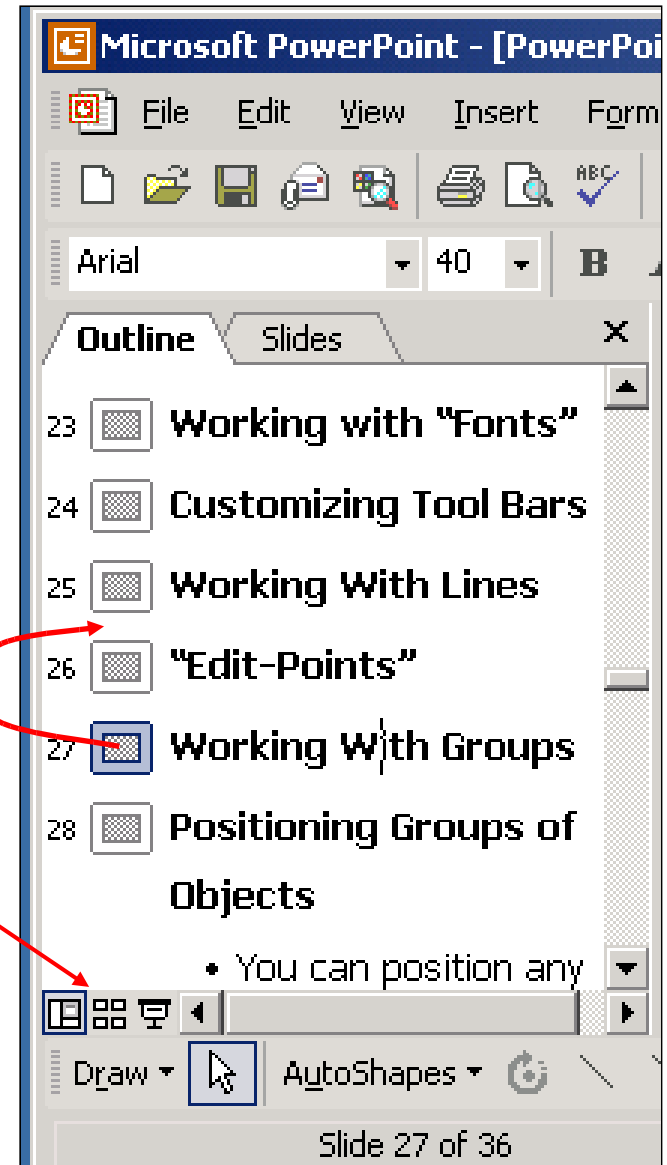 Microsoft PowerPoint - [PowerPoi
File Edit View Insert Form
ABC
Arial 40 B
Outline Slides
23 Working with “Fonts”
24 Customizing Tool Bars
25 Working With Lines
26 “Edit-Points”
27 Working With Groups
28 Positioning Groups of
Objects
• You can position any
Draw AutoShapes
Slide 27 of 36